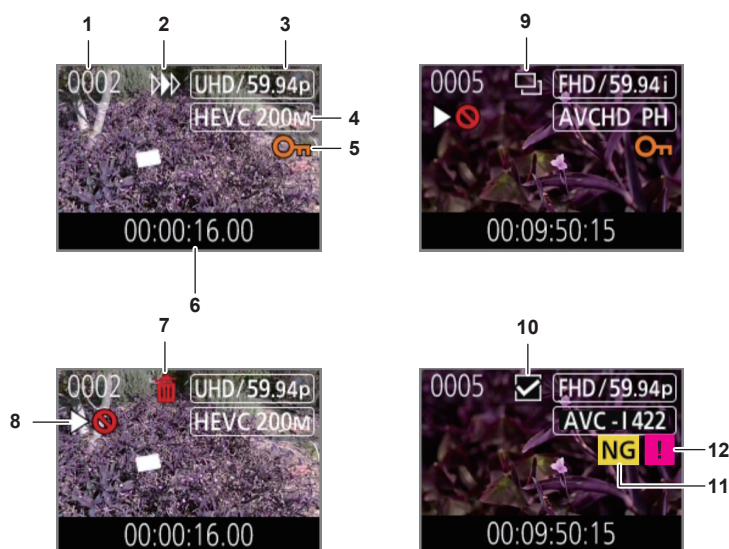 1
2
3
0002
UHD/59.94p
HEVC 200M
4
5
00:00:16.00
6
9
0005
FHD/59.94i
AVCHD PH
00:09:50:15
7
0002
UHD/59.94p
8
HEVC 200M
00:00:16.00
10
0005
FHD/59.94p
AVC-I 422
NG
!
12
11
00:09:50:15